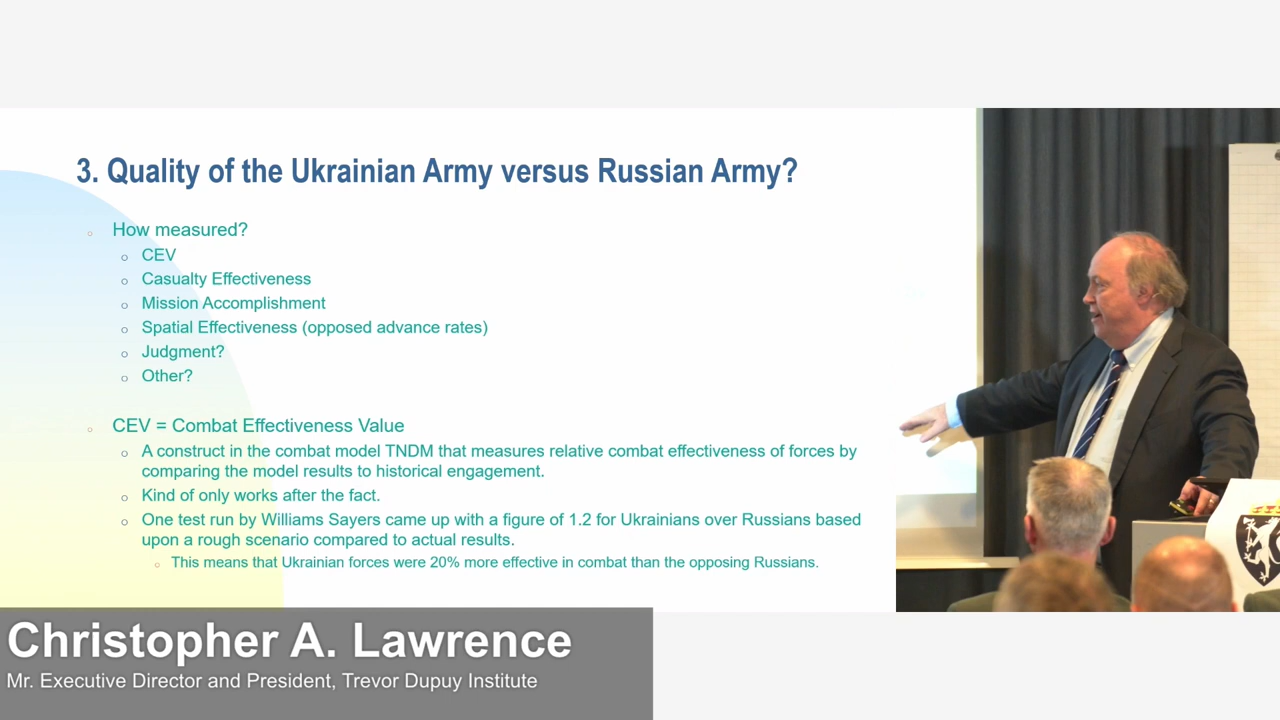 3. Quality of the Ukrainian Army versus Russian Army?
How measured?
CEV
Casualty Effectiveness
Mission Accomplishment
Spatial Effectiveness (opposed advance rates)
Judgment?
Other?
CEV = Combat Effectiveness Value
A construct in the combat model TNDM that measures relative combat effectiveness of forces by
comparing the model results to historical engagement.
Kind of only works after the fact.
One test run by Williams Sayers came up with a figure of 1.2 for Ukrainians over Russians based
upon a rough scenario compared to actual results.
This means that Ukrainian forces were 20% more effective in combat than the opposing Russians.
Christopher A. Lawrence
Mr. Executive Director and President, Trevor Dupuy Institute